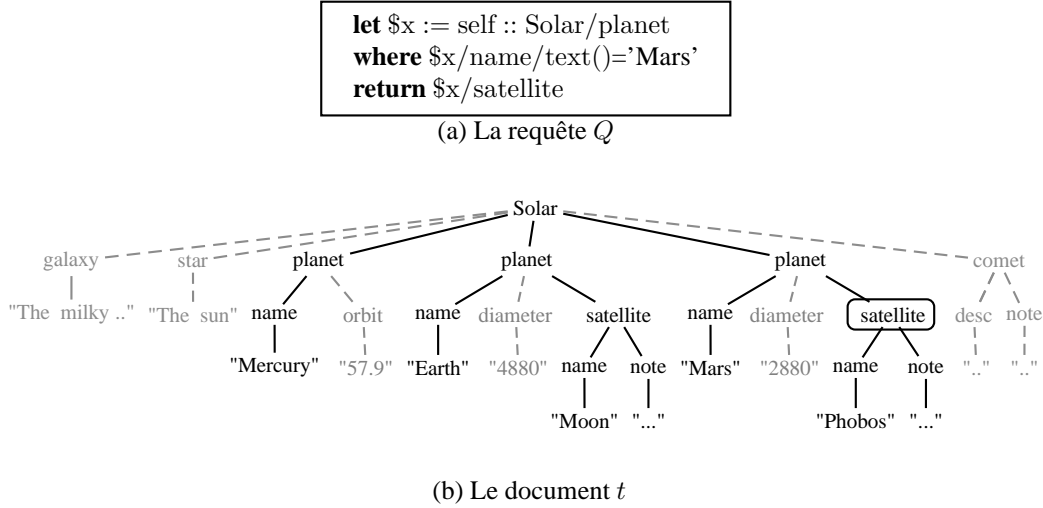 let $x := self :: Solar/planet
where $x/name/text()='Mars'
return $x/satellite
(a) La requête Q
Solar
galaxy star planet planet planet comet
"The milky .." "The sun" name orbit name diameter satellite name diameter satellite desc note
"Mercury" "57.9" "Earth" "4880" name note "Mars" "2880" name note ".." ".."
"Moon" "..." "Phobos" "..."
(b) Le document t